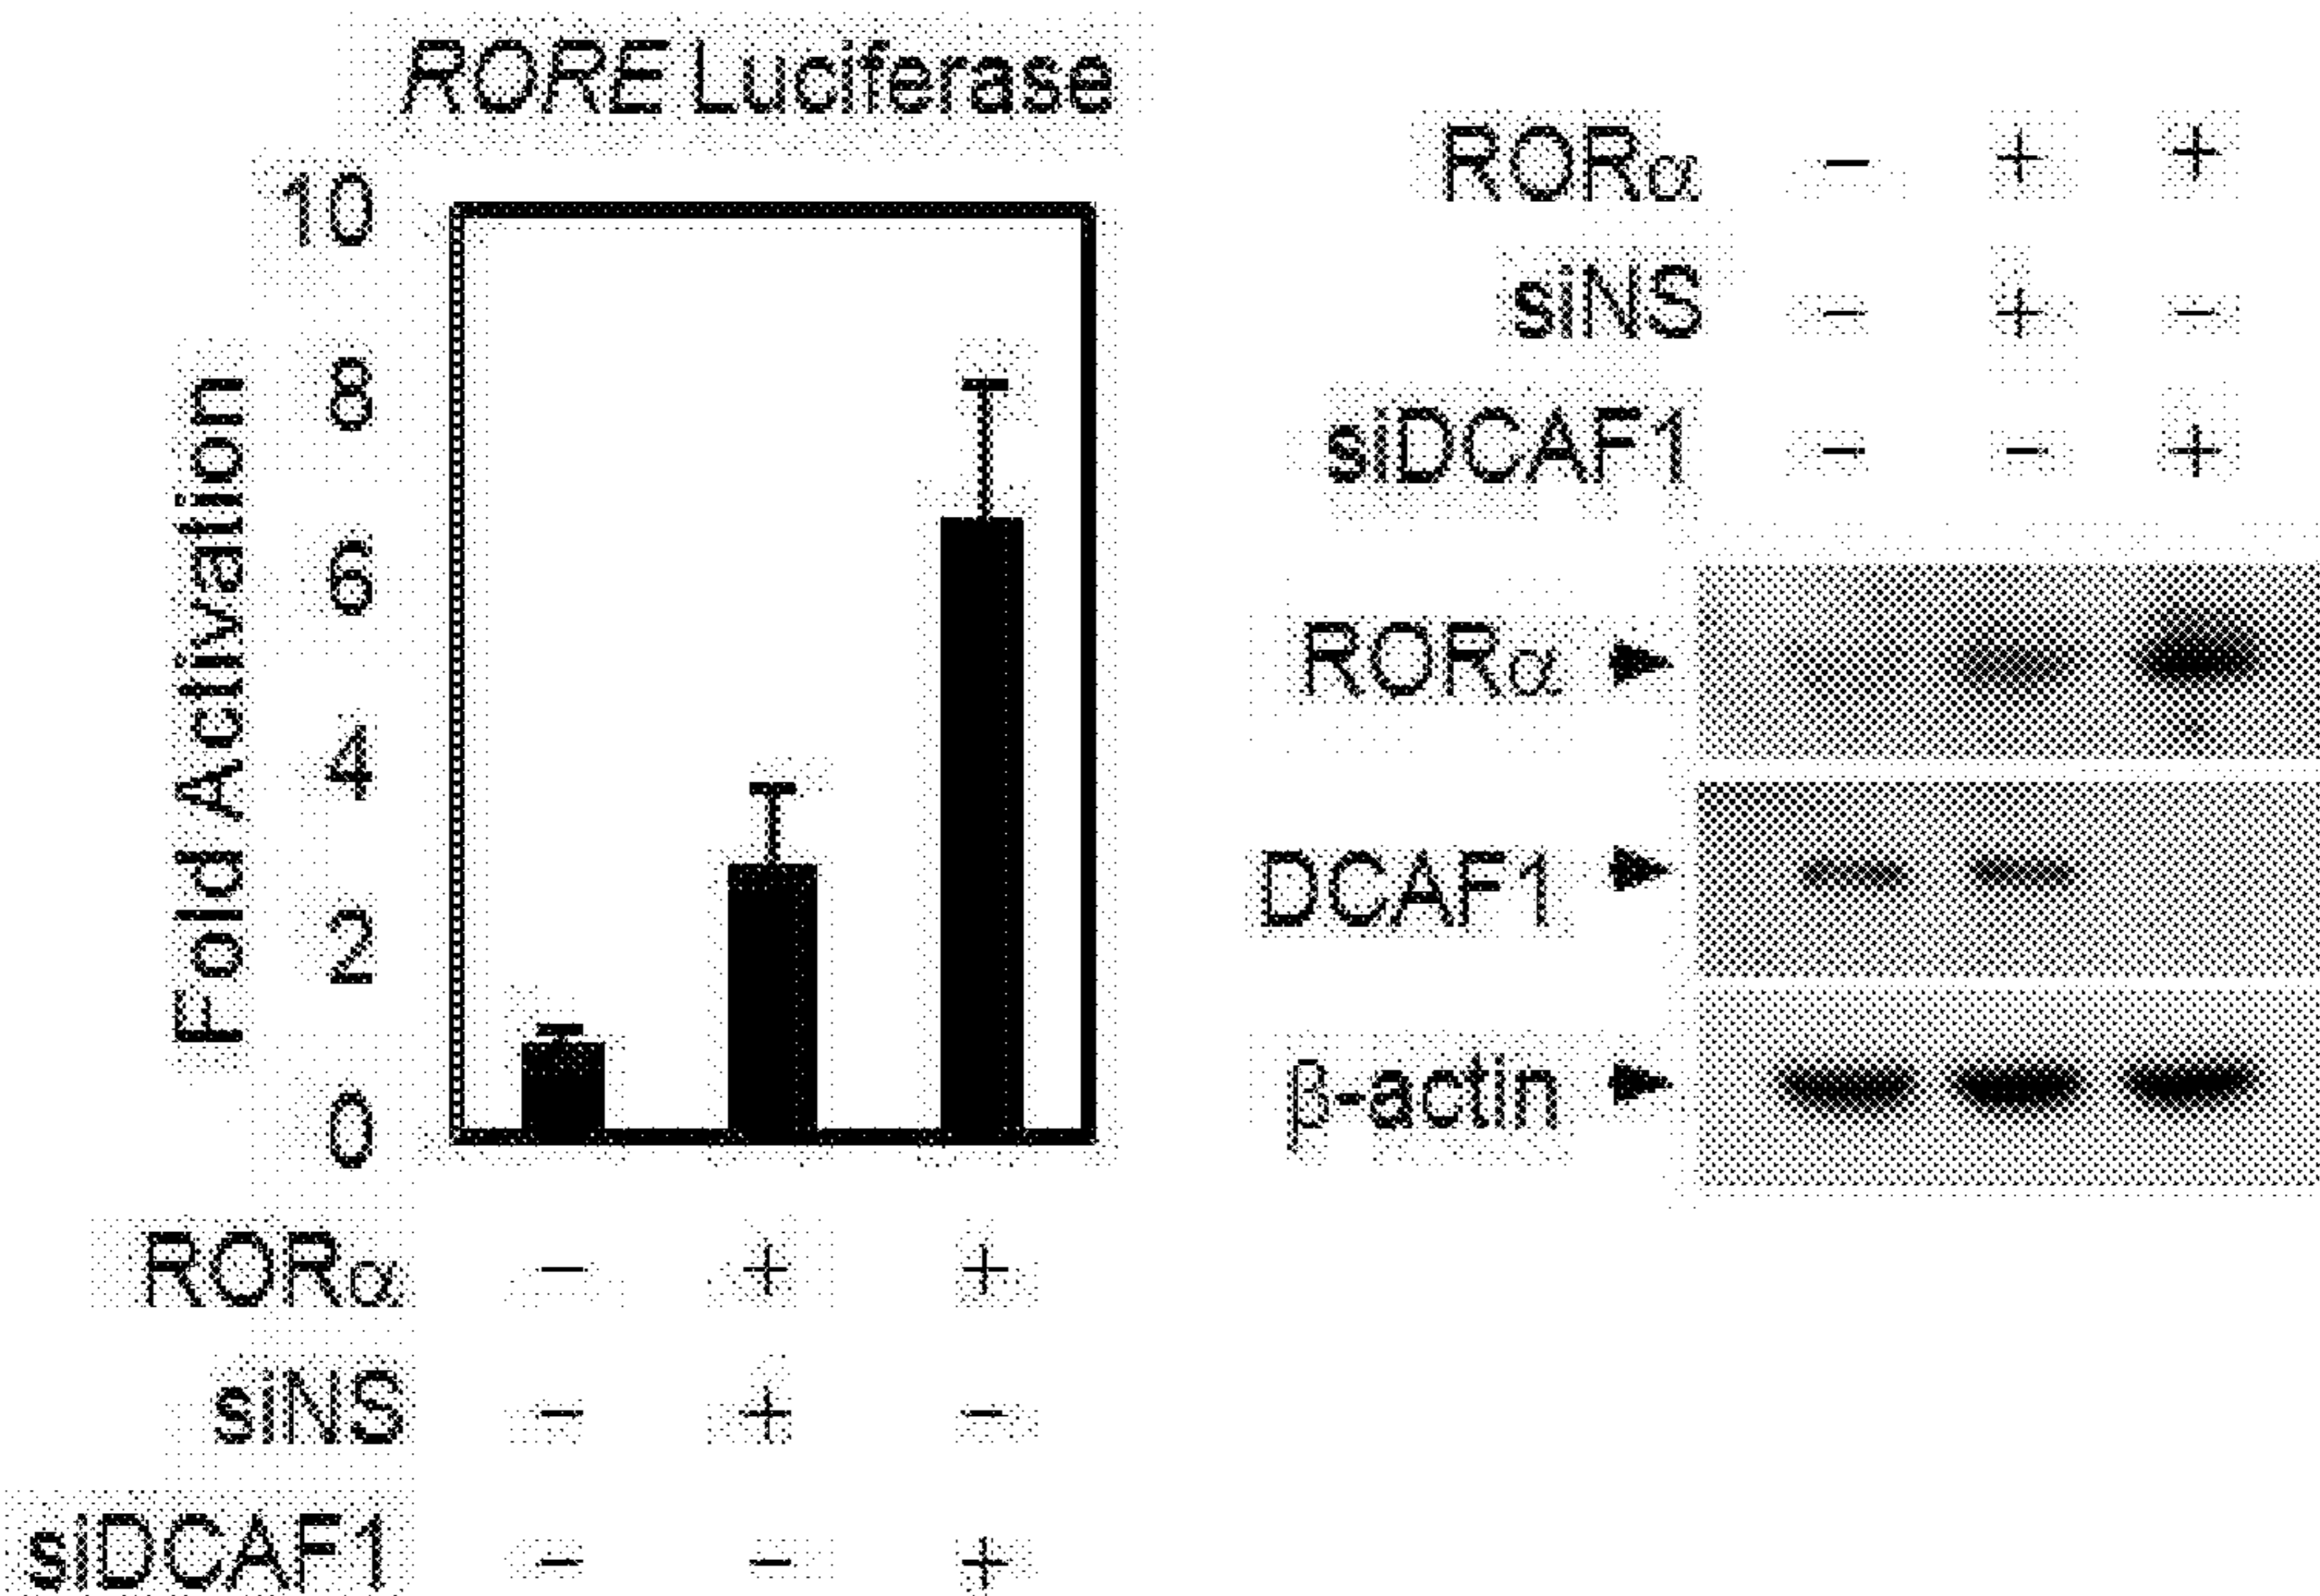 RORE Luciferase
Fold Activation
10
8
6
4
2
0
RORα − + +
siNS − + −
siDCAF1 − − +
RORα − + +
siNS − + −
siDCAF1 − − +
RORα
DCAF1
β-actin